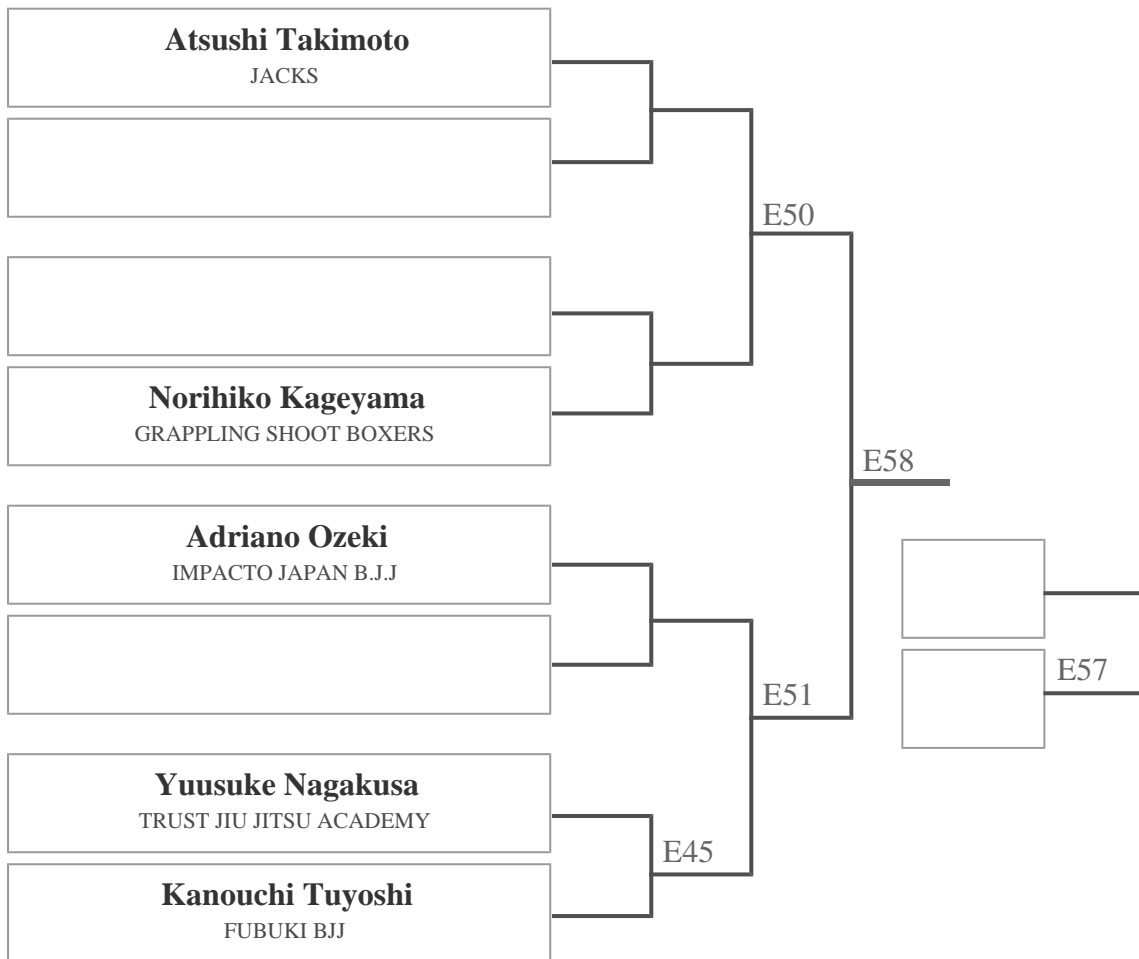 Atsushi Takimoto
JACKS
E50
Norihiko Kageyama
GRAPPLING SHOOT BOXERS
E58
Adriano Ozeki
IMPACTO JAPAN B.J.J
E57
E51
Yuusuke Nagakusa
TRUST JIU JITSU ACADEMY
E45
Kanouchi Tuyoshi
FUBUKI BJJ